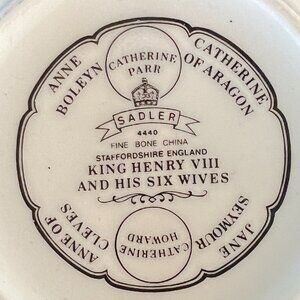 ANNE
BOLEYN
CATHERINE
PARR
CATHERINE
OF ARAGON
SADLER
4440
FINE BONE CHINA
STAFFORDSHIRE ENGLAND
KING HENRY VIII
AND HIS SIX WIVES
ANNE OF
CLEVES
CATHERINE
HOWARD
JANE
SEYMOUR